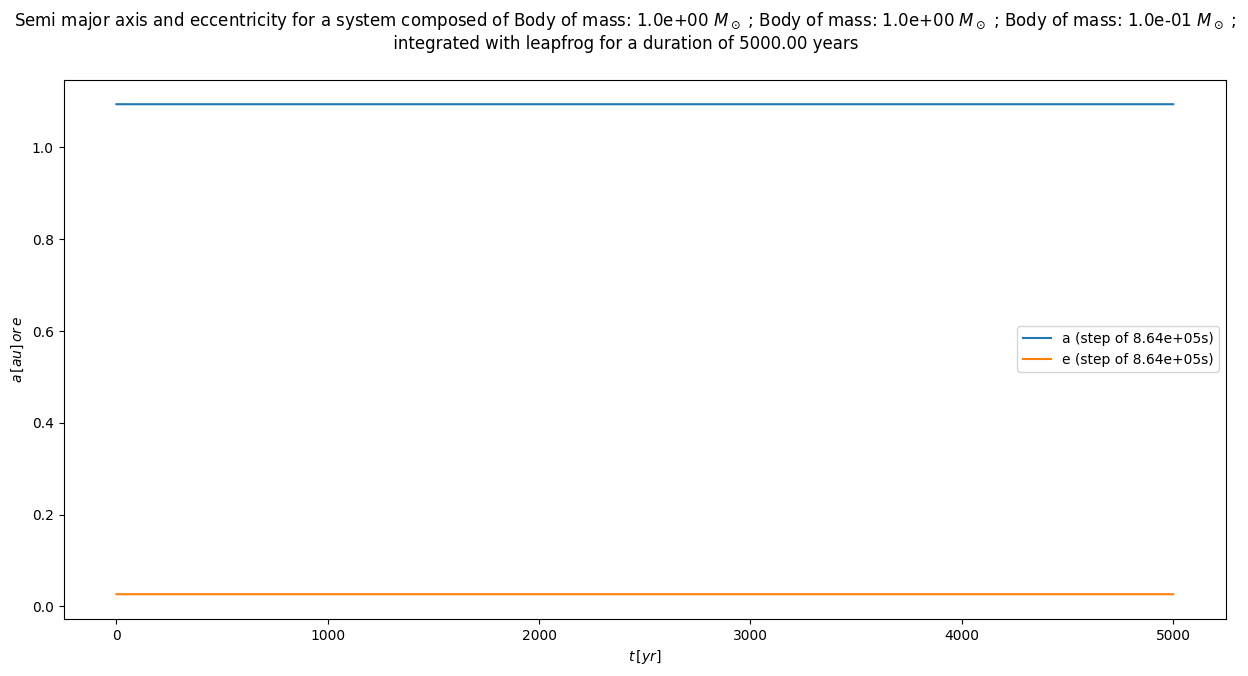 Semi major axis and eccentricity for a system composed of Body of mass: 1.0e+00 $M_\odot$ ; Body of mass: 1.0e+00 $M_\odot$ ; Body of mass: 1.0e-01 $M_\odot$ ;
integrated with leapfrog for a duration of 5000.00 years
1.0
0.8
0.6
0.4
0.2
0.0
a [au] or e
a (step of 8.64e+05s)
e (step of 8.64e+05s)
0 1000 2000 3000 4000 5000
t [yr]